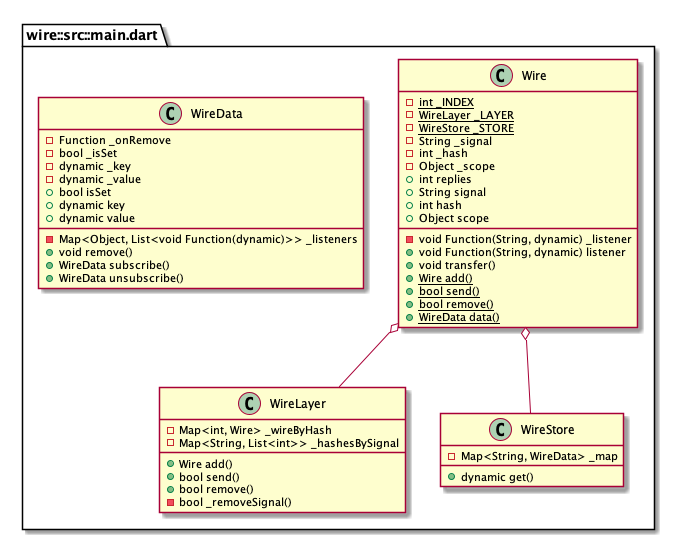 wire::src::main.dart
C WireData
Function _onRemove
bool _isSet
dynamic _key
dynamic _value
bool isSet
dynamic key
dynamic value
Map<Object, List<void Function(dynamic)>> _listeners
void remove()
WireData subscribe()
WireData unsubscribe()
C Wire
int _INDEX
WireLayer _LAYER
WireStore _STORE
String _signal
int _hash
Object _scope
int replies
String signal
int hash
Object scope
void Function(String, dynamic) _listener
void Function(String, dynamic) listener
void transfer()
Wire add()
bool send()
bool remove()
WireData data()
C WireLayer
Map<int, Wire> _wireByHash
Map<String, List<int>> _hashesBySignal
Wire add()
bool send()
bool remove()
bool _removeSignal()
C WireStore
Map<String, WireData> _map
dynamic get()